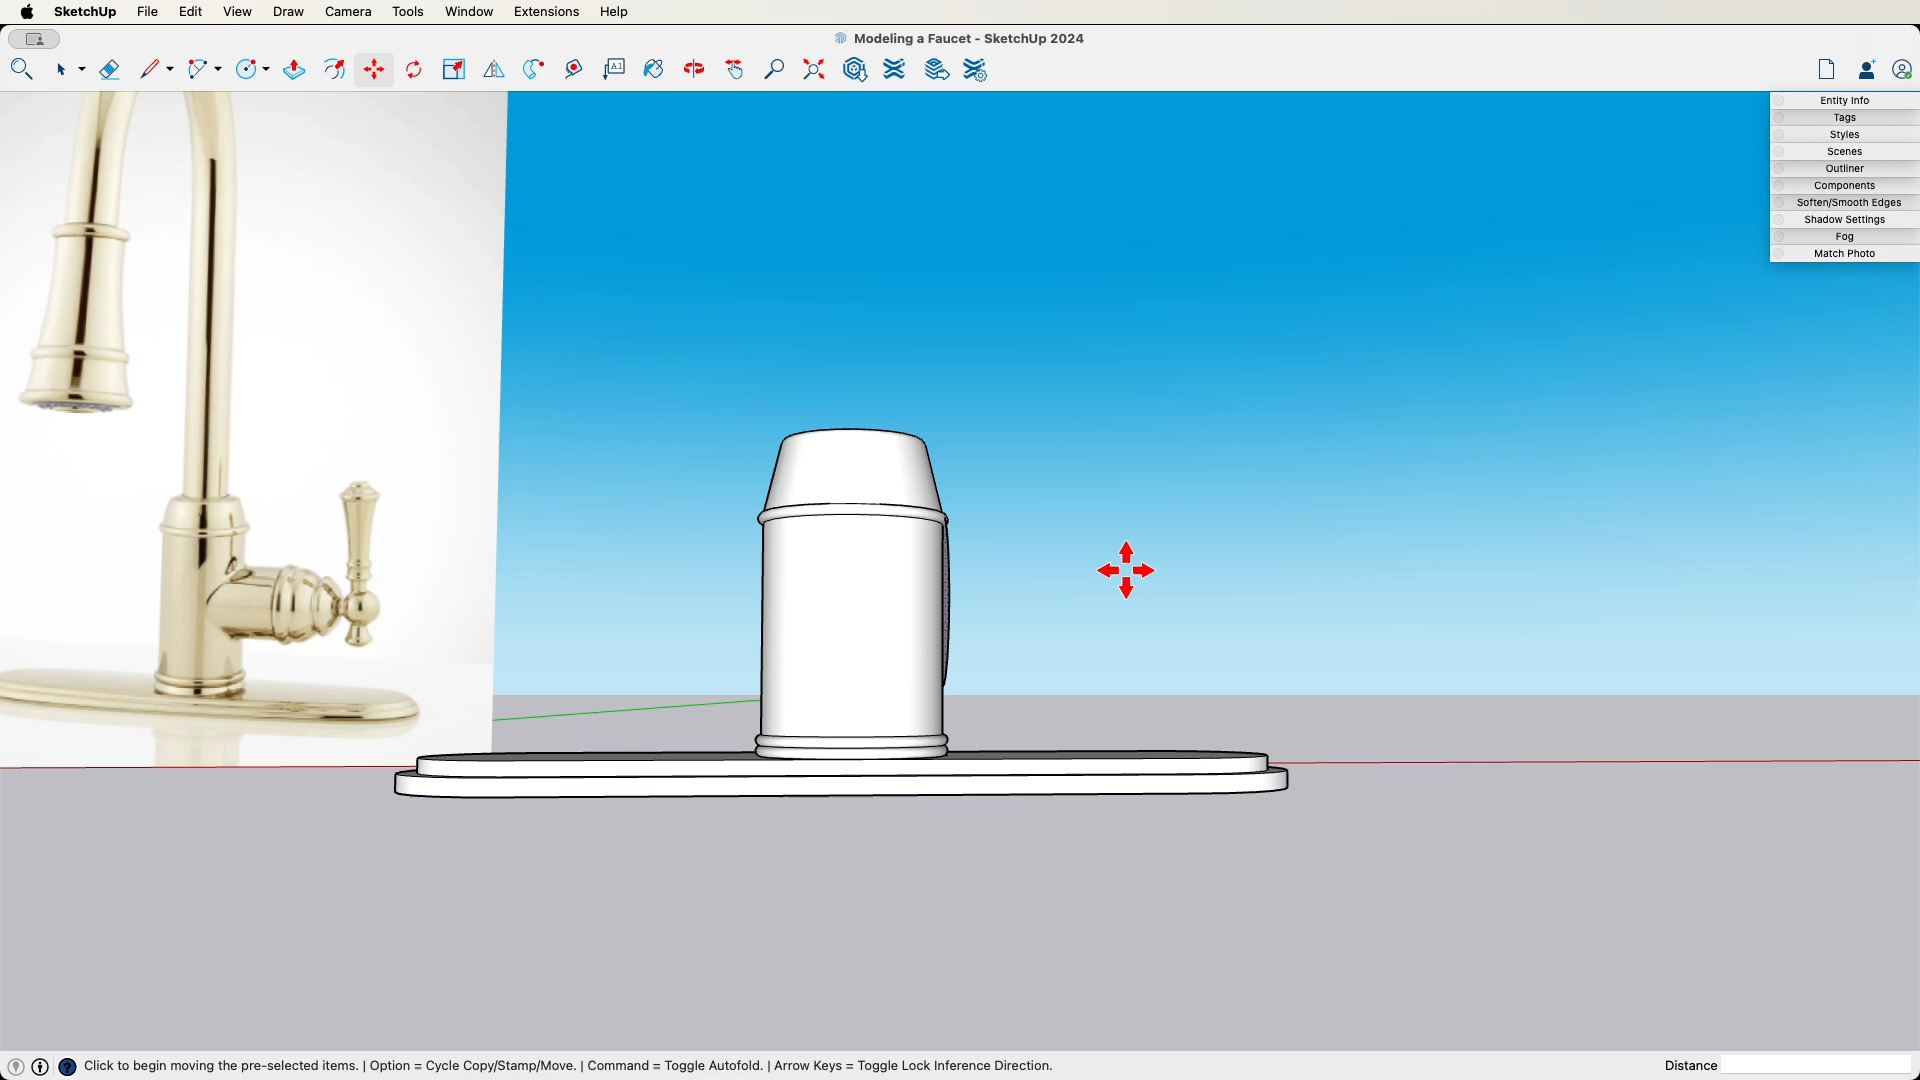 SketchUp File Edit View Draw Camera Tools Window Extensions Help
Modeling a Faucet - SketchUp 2024
A1
Entity Info
Tags
Styles
Scenes
Outliner
Components
Soften/Smooth Edges
Shadow Settings
Fog
Match Photo
Click to begin moving the pre-selected items. | Option = Cycle Copy/Stamp/Move. | Command = Toggle Autofold. | Arrow Keys = Toggle Lock Inference Direction. Distance